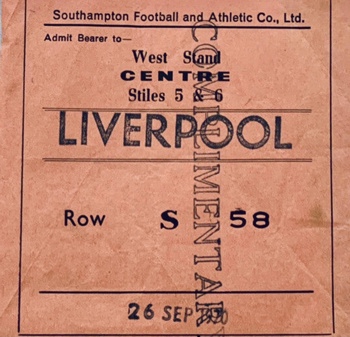 Southampton Football and Athletic Co., Ltd.
Admit Bearer to—
West Stand
CENTRE
Stiles 5 & 6
LIVERPOOL
Row S 58
26 SEP 1970
COMPLIMENTARY